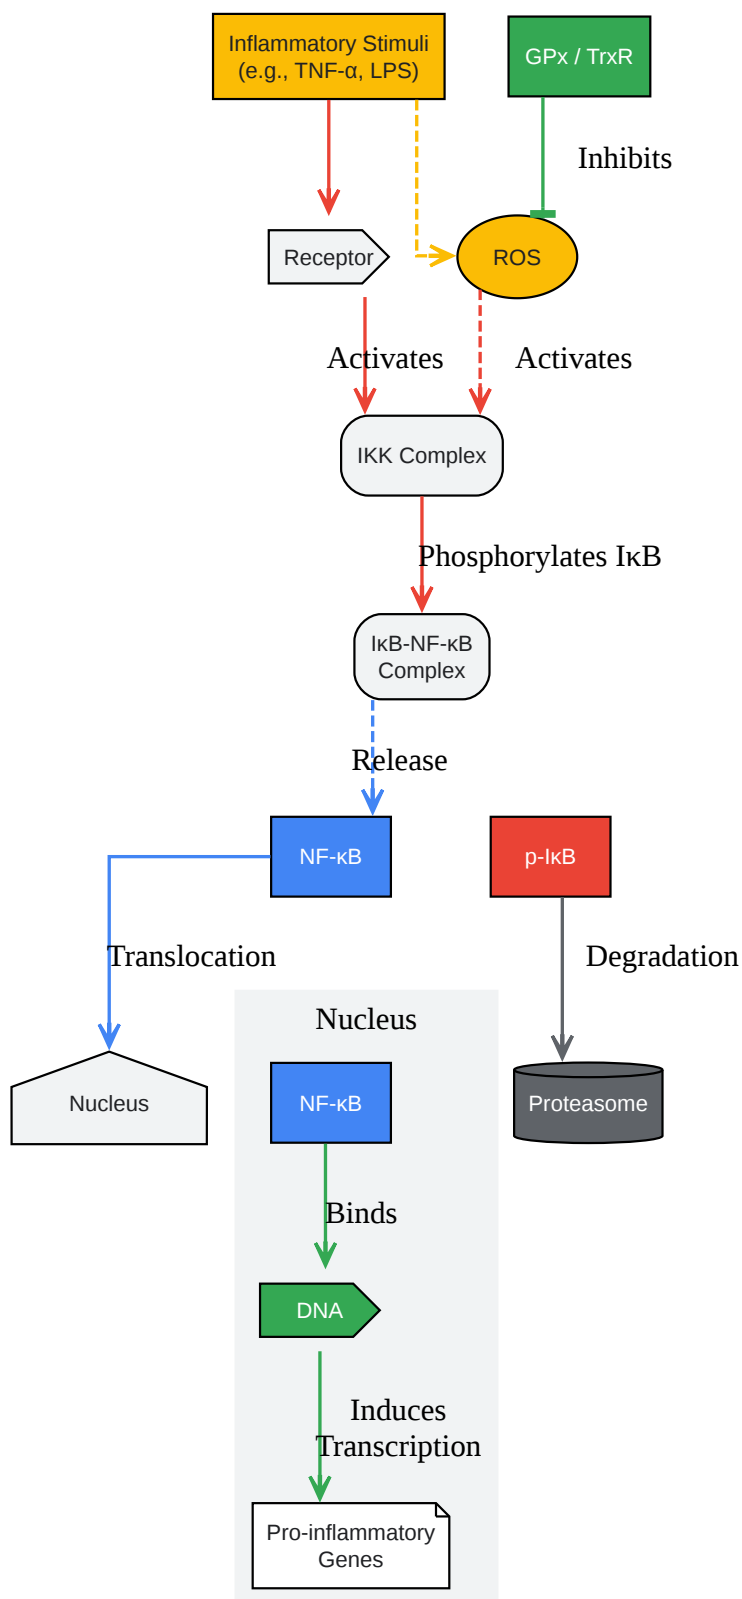 Inflammatory Stimuli
(e.g., TNF-α, LPS)
GPx / TrxR
Inhibits
Receptor
ROS
Activates
Activates
IKK Complex
Phosphorylates IκB
IκB-NF-κB
Complex
Release
NF-κB
p-IκB
Translocation
Degradation
Nucleus
NF-κB
Nucleus
Proteasome
Binds
DNA
Induces
Transcription
Pro-inflammatory
Genes